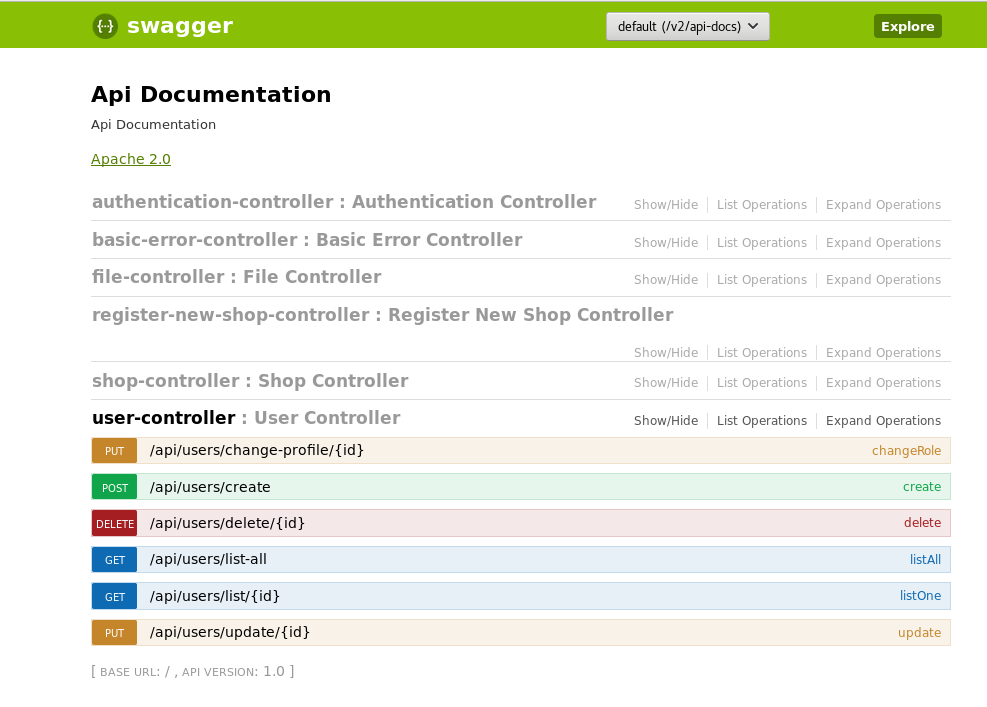 {···} swagger default (/v2/api-docs) Explore
Api Documentation
Api Documentation
Apache 2.0
authentication-controller : Authentication Controller Show/Hide List Operations Expand Operations
basic-error-controller : Basic Error Controller Show/Hide List Operations Expand Operations
file-controller : File Controller Show/Hide List Operations Expand Operations
register-new-shop-controller : Register New Shop Controller
Show/Hide List Operations Expand Operations
shop-controller : Shop Controller Show/Hide List Operations Expand Operations
user-controller : User Controller Show/Hide List Operations Expand Operations
PUT /api/users/change-profile/{id} changeRole
POST /api/users/create create
DELETE /api/users/delete/{id} delete
GET /api/users/list-all listAll
GET /api/users/list/{id} listOne
PUT /api/users/update/{id} update
[ BASE URL: / , API VERSION: 1.0 ]